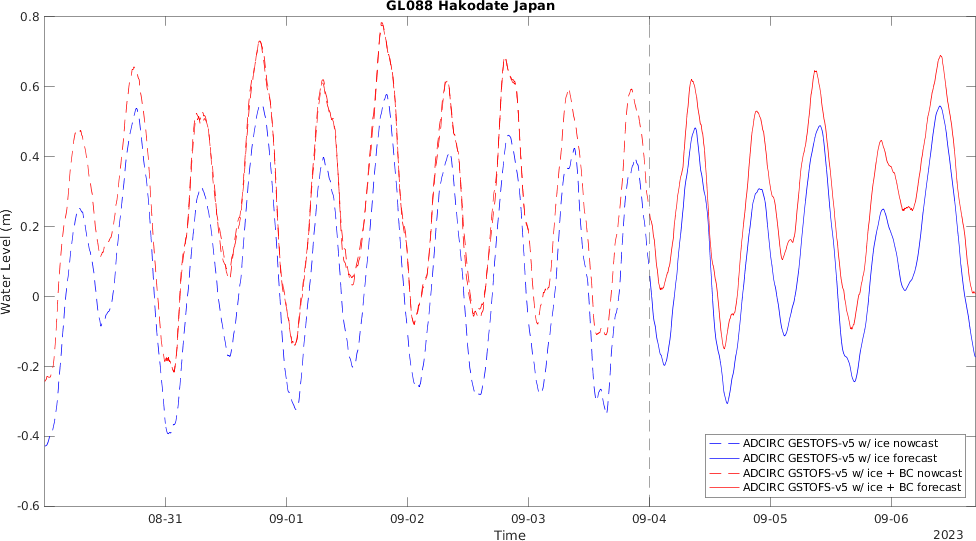 GL088 Hakodate Japan
0.8
0.6
0.4
0.2
0
-0.2
-0.4
-0.6
Water Level (m)
ADCIRC GESTOFS-v5 w/ ice nowcast
ADCIRC GESTOFS-v5 w/ ice forecast
ADCIRC GSTOFS-v5 w/ ice + BC nowcast
ADCIRC GSTOFS-v5 w/ ice + BC forecast
08-31 09-01 09-02 09-03 09-04 09-05 09-06
Time
2023